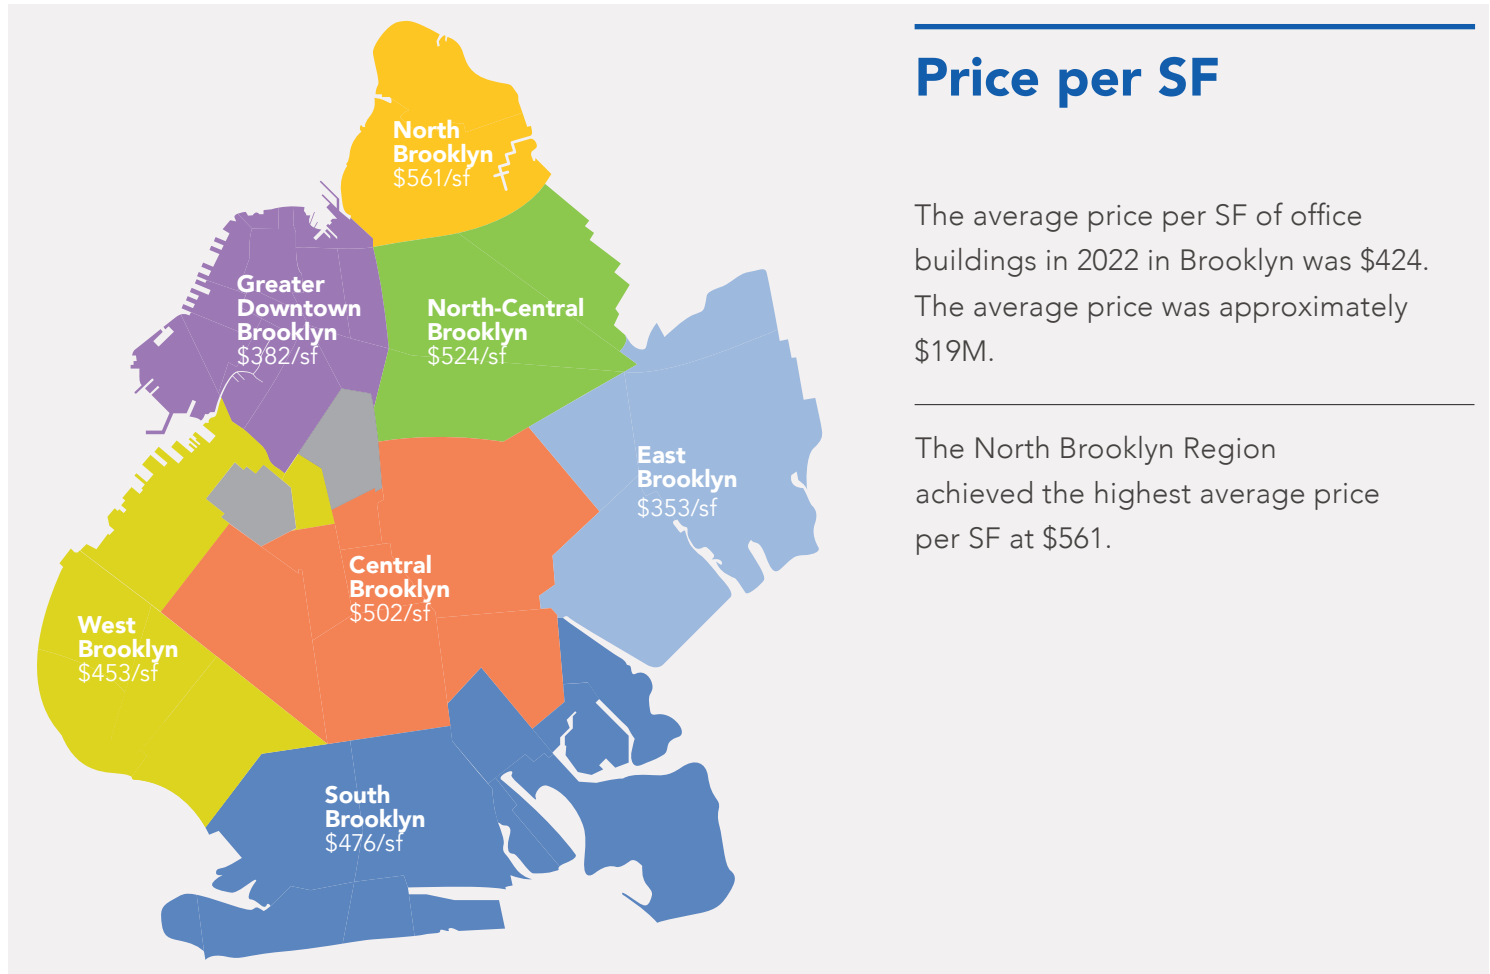 North
Brooklyn
$561/sf
Greater
Downtown
Brooklyn
$382/sf
North-Central
Brooklyn
$524/sf
East
Brooklyn
$353/sf
Central
Brooklyn
$502/sf
West
Brooklyn
$453/sf
South
Brooklyn
$476/sf
Price per SF
The average price per SF of office
buildings in 2022 in Brooklyn was $424.
The average price was approximately
$19M.
The North Brooklyn Region
achieved the highest average price
per SF at $561.